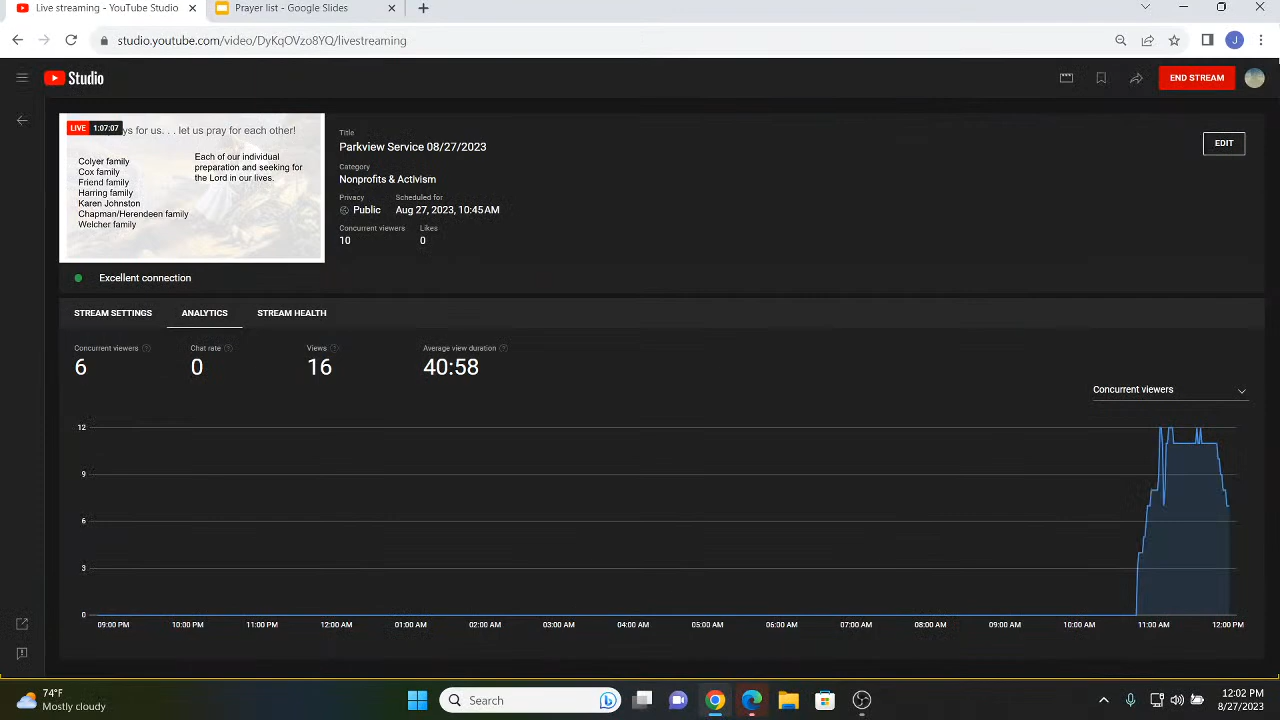 Live streaming - YouTube Studio
Prayer list - Google Slides
studio.youtube.com/video/DyKqOVzo8YQ/livestreaming
J
Studio
END STREAM
LIVE 1:07:07
ys for us. . . let us pray for each other!
Colyer family
Cox family
Friend family
Harring family
Karen Johnston
Chapman/Herendeen family
Welcher family
Each of our individual
preparation and seeking for
the Lord in our lives.
Title
Parkview Service 08/27/2023
EDIT
Category
Nonprofits & Activism
Privacy
Scheduled for
Public
Aug 27, 2023, 10:45AM
Concurrent viewers
Likes
10
0
Excellent connection
STREAM SETTINGS
ANALYTICS
STREAM HEALTH
Concurrent viewers
Chat rate
Views
Average view duration
6
0
16
40:58
Concurrent viewers
12
9
6
3
0
09:00 PM
10:00 PM
11:00 PM
12:00 AM
01:00 AM
02:00 AM
03:00 AM
04:00 AM
05:00 AM
06:00 AM
07:00 AM
08:00 AM
09:00 AM
10:00 AM
11:00 AM
12:00 PM
74°F
Mostly cloudy
Search
12:02 PM
8/27/2023